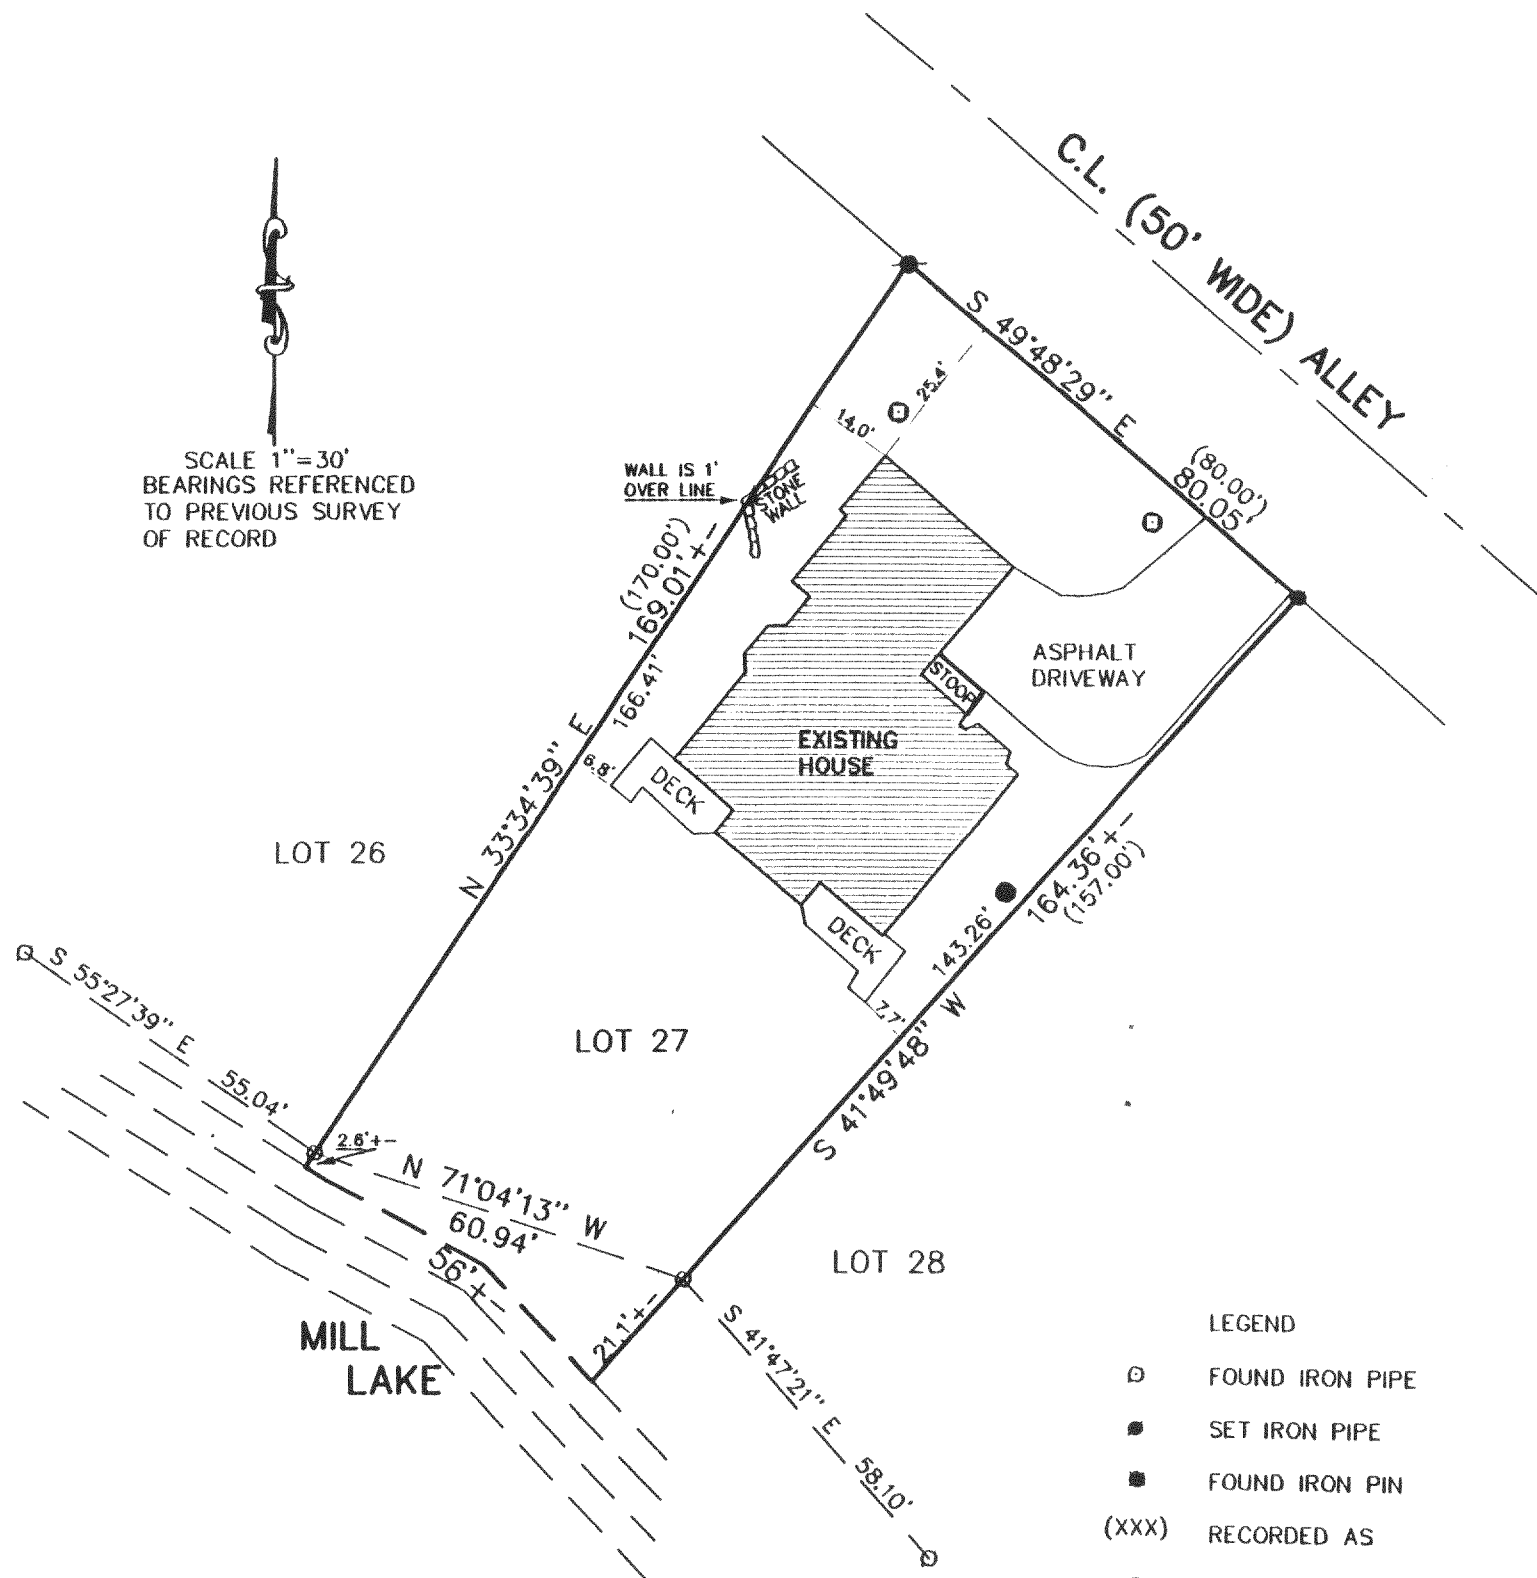 C.L. (50' WIDE) ALLEY
S 49°48'29" E
(80.00')
80.05'
25.4'
14.0'
SCALE 1"=30'
BEARINGS REFERENCED
TO PREVIOUS SURVEY
OF RECORD
WALL IS 1'
OVER LINE
STONE
WALL
(170.00')
169.01'+-
166.41'
N 33°34'39" E
ASPHALT
DRIVEWAY
STOOP
EXISTING
HOUSE
6.8'
DECK
DECK
7.7'
164.36'+-
(157.00')
143.26'
S 41°49'48" W
LOT 26
LOT 27
LOT 28
S 55°27'39" E
55.04'
2.6'+-
N 71°04'13" W
60.94'
56'+-
21.1'+-
MILL
LAKE
S 41°47'21" E 58.10'
LEGEND
FOUND IRON PIPE
SET IRON PIPE
FOUND IRON PIN
(XXX) RECORDED AS